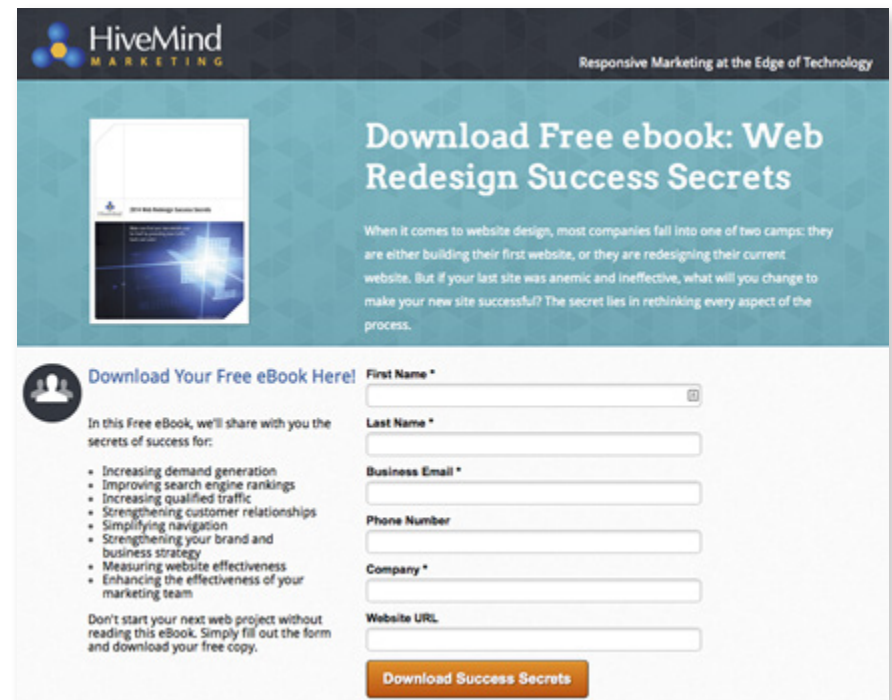 HiveMind
MARKETING
Responsive Marketing at the Edge of Technology
Download Free ebook: Web
Redesign Success Secrets
When it comes to website design, most companies fall into one of two camps: they
are either building their first website, or they are redesigning their current
website. But if your last site was anemic and ineffective, what will you change to
make your new site successful? The secret lies in rethinking every aspect of the
process.
HiveMind
2014 Web Redesign Success Secrets
Download Your Free eBook Here!
In this Free eBook, we'll share with you the
secrets of success for:
• Increasing demand generation
• Improving search engine rankings
• Increasing qualified traffic
• Strengthening customer relationships
• Simplifying navigation
• Strengthening your brand and
business strategy
• Measuring website effectiveness
• Enhancing the effectiveness of your
marketing team
Don't start your next web project without
reading this eBook. Simply fill out the form
and download your free copy.
First Name *
Last Name *
Business Email *
Phone Number
Company *
Website URL
Download Success Secrets